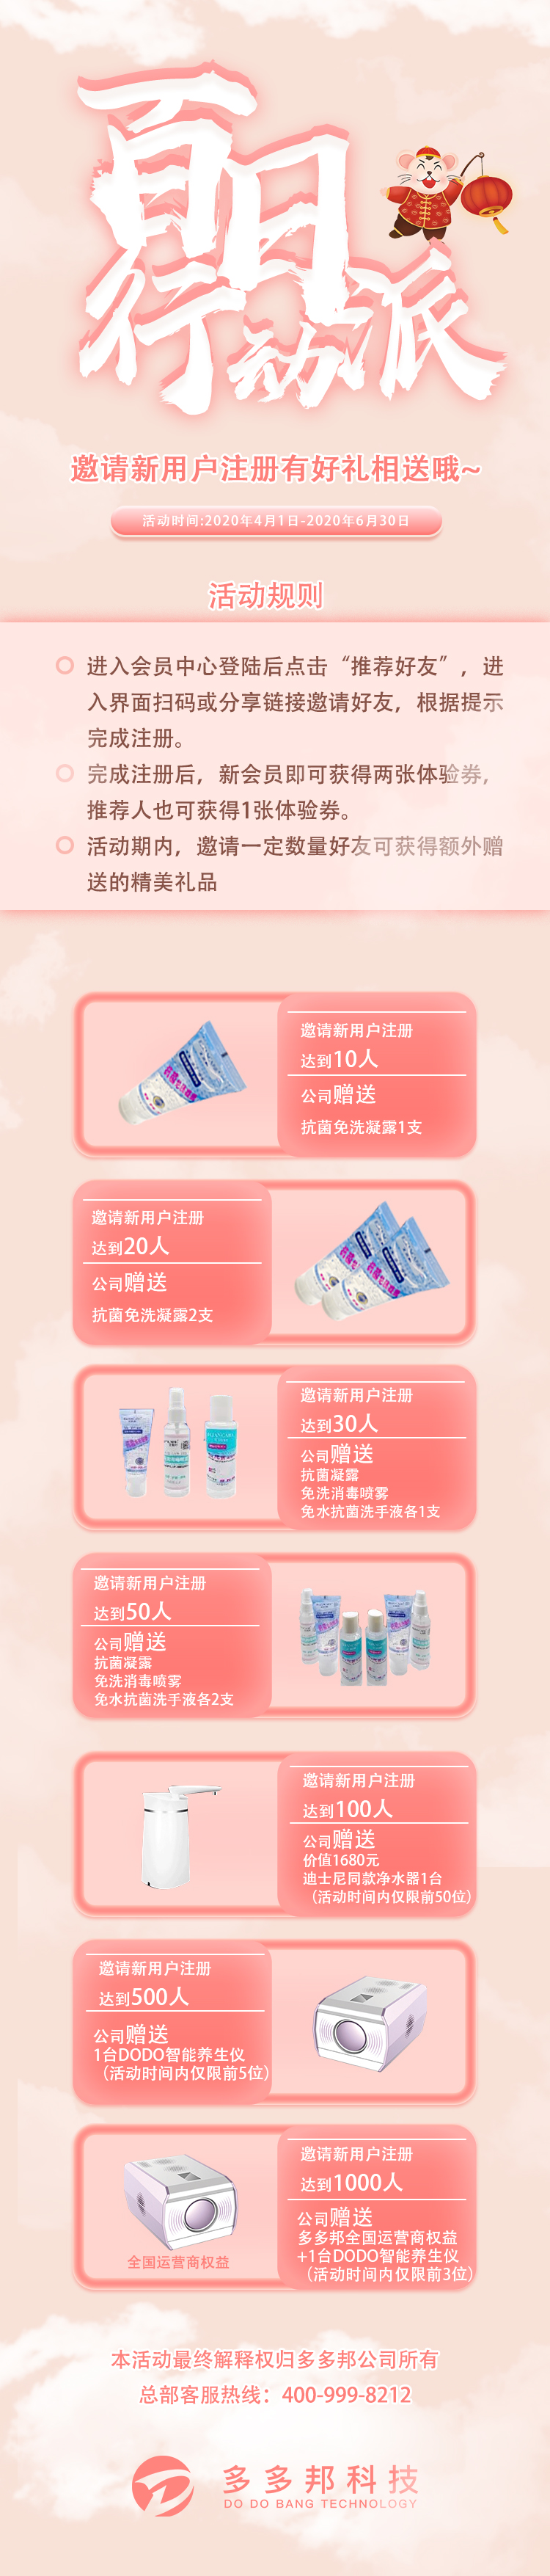 百日
行动派
邀请新用户注册有好礼相送哦~
活动时间:2020年4月1日-2020年6月30日
活动规则
进入会员中心登陆后点击“推荐好友”，进
入界面扫码或分享链接邀请好友，根据提示
完成注册。
完成注册后，新会员即可获得两张体验券，
推荐人也可获得1张体验券。
活动期内，邀请一定数量好友可获得额外赠
送的精美礼品
邀请新用户注册
达到10人
公司赠送
抗菌免洗凝露1支
邀请新用户注册
达到20人
公司赠送
抗菌免洗凝露2支
邀请新用户注册
达到30人
公司赠送
抗菌凝露
免洗消毒喷雾
免水抗菌洗手液各1支
邀请新用户注册
达到50人
公司赠送
抗菌凝露
免洗消毒喷雾
免水抗菌洗手液各2支
邀请新用户注册
达到100人
公司赠送
价值1680元
迪士尼同款净水器1台
（活动时间内仅限前50位）
邀请新用户注册
达到500人
公司赠送
1台DODO智能养生仪
（活动时间内仅限前5位）
全国运营商权益
邀请新用户注册
达到1000人
公司赠送
多多邦全国运营商权益
+1台DODO智能养生仪
（活动时间内仅限前3位）
本活动最终解释权归多多邦公司所有
总部客服热线：400-999-8212
多多邦科技
DO DO BANG TECHNOLOGY